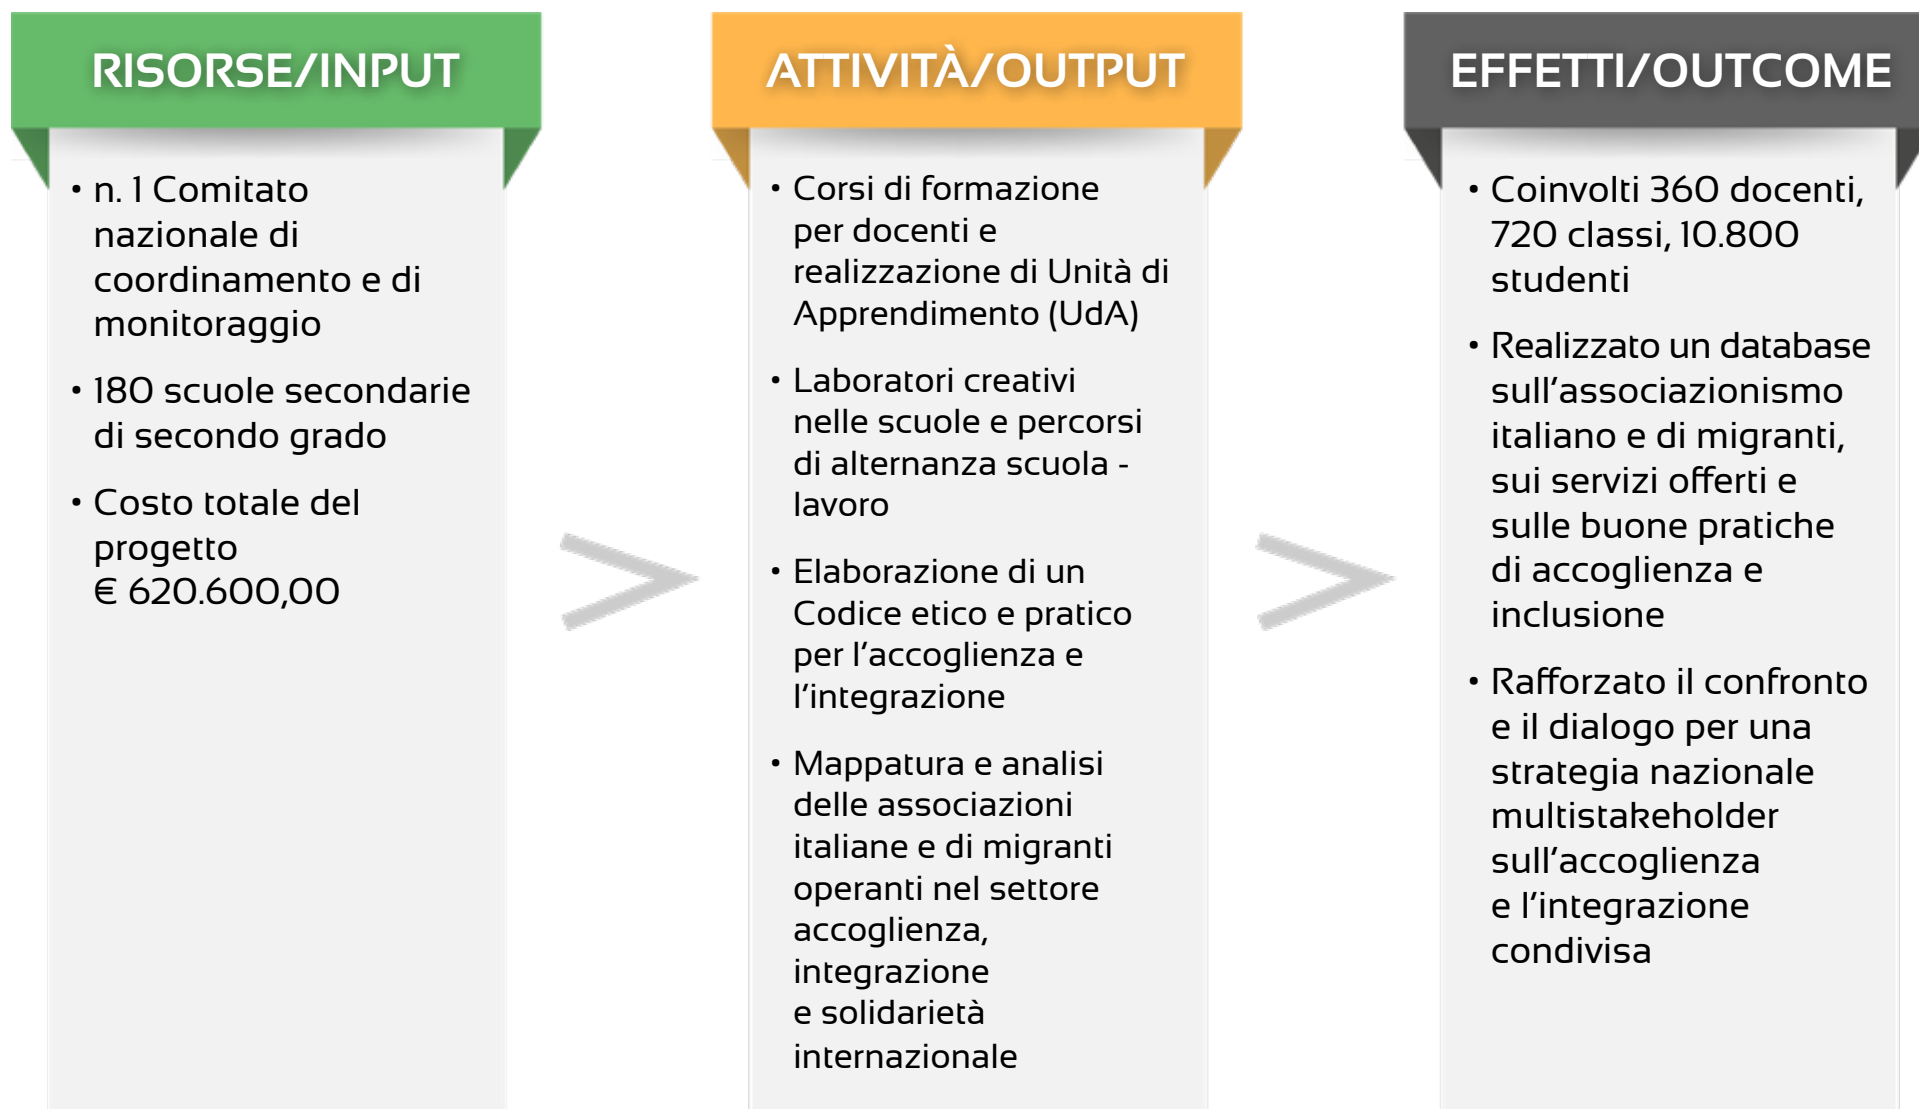 RISORSE/INPUT
• n. 1 Comitato
nazionale di
coordinamento e di
monitoraggio
• 180 scuole secondarie
di secondo grado
• Costo totale del
progetto
€ 620.600,00
>
ATTIVITÀ/OUTPUT
• Corsi di formazione
per docenti e
realizzazione di Unità di
Apprendimento (UdA)
• Laboratori creativi
nelle scuole e percorsi
di alternanza scuola -
lavoro
• Elaborazione di un
Codice etico e pratico
per l’accoglienza e
l’integrazione
• Mappatura e analisi
delle associazioni
italiane e di migranti
operanti nel settore
accoglienza,
integrazione
e solidarietà
internazionale
>
EFFETTI/OUTCOME
• Coinvolti 360 docenti,
720 classi, 10.800
studenti
• Realizzato un database
sull’associazionismo
italiano e di migranti,
sui servizi offerti e
sulle buone pratiche
di accoglienza e
inclusione
• Rafforzato il confronto
e il dialogo per una
strategia nazionale
multistakeholder
sull’accoglienza
e l’integrazione
condivisa